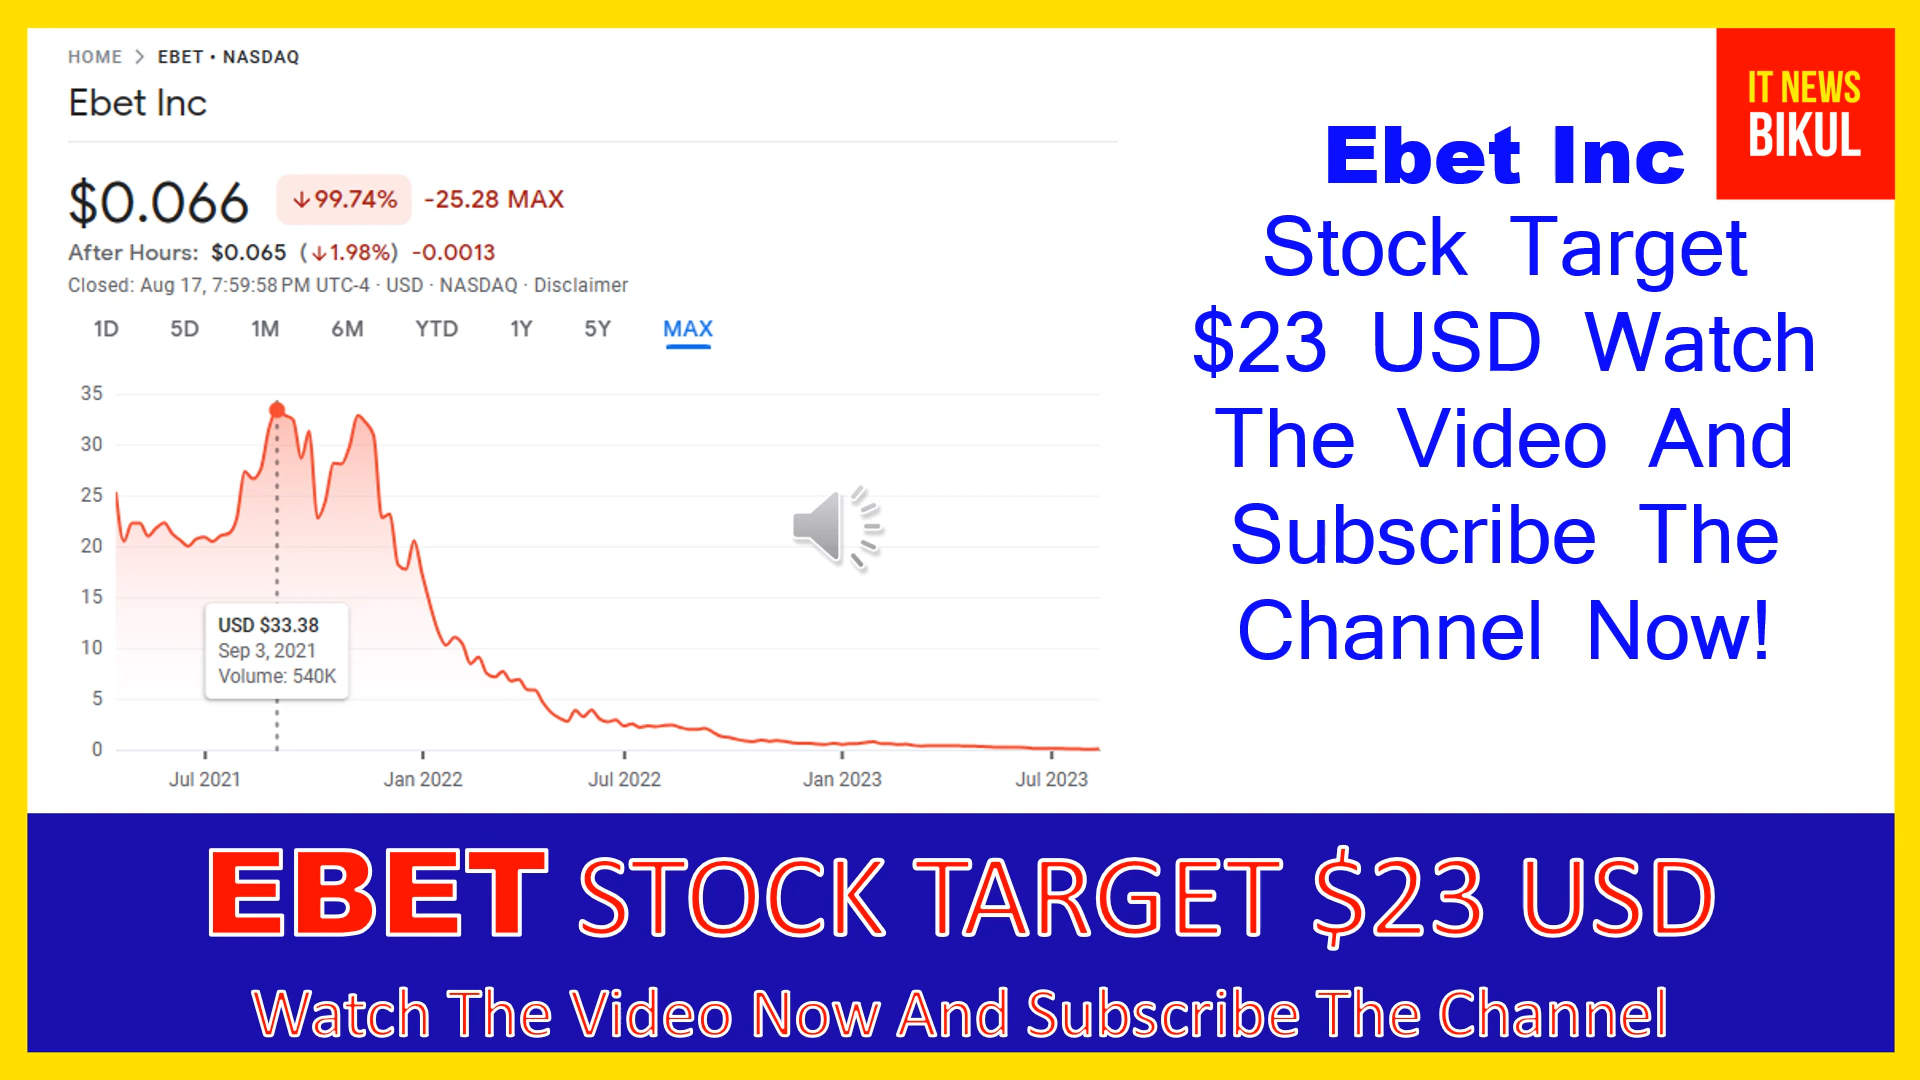 HOME > EBET • NASDAQ
Ebet Inc
$0.066 ↓99.74% -25.28 MAX
After Hours: $0.065 (↓1.98%) -0.0013
Closed: Aug 17, 7:59:58 PM UTC-4 · USD · NASDAQ · Disclaimer
1D 5D 1M 6M YTD 1Y 5Y MAX
35
30
25
20
15
10
5
0
USD $33.38
Sep 3, 2021
Volume: 540K
Jul 2021 Jan 2022 Jul 2022 Jan 2023 Jul 2023
IT NEWS
BIKUL
Ebet Inc
Stock Target
$23 USD Watch
The Video And
Subscribe The
Channel Now!
EBET STOCK TARGET $23 USD
Watch The Video Now And Subscribe The Channel